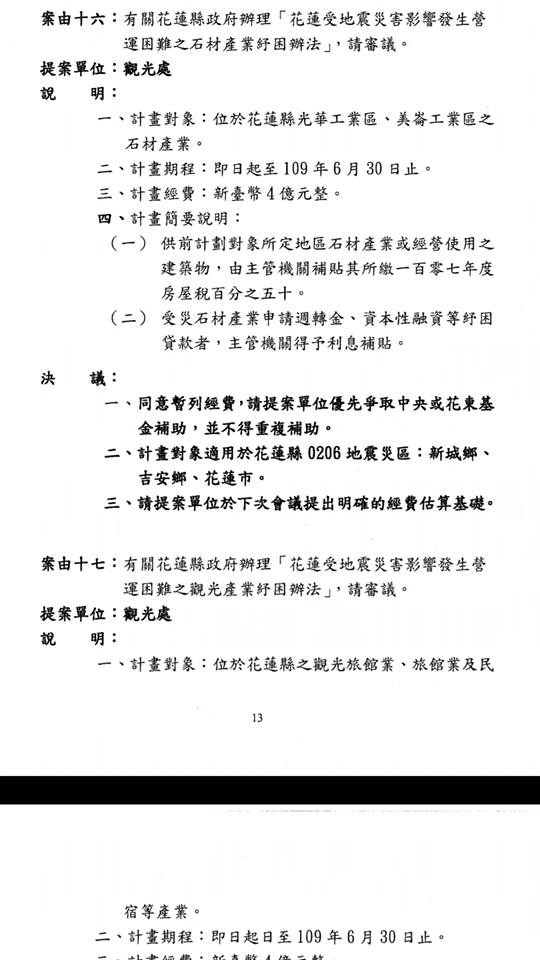 案由十六：有關花蓮縣政府辦理「花蓮受地震災害影響發生營
運困難之石材產業紓困辦法」，請審議。
提案單位：觀光處
說　　明：
一、計畫對象：位於花蓮縣光華工業區、美崙工業區之
石材產業。
二、計畫期程：即日起至 109 年 6 月 30 日止。
三、計畫經費：新臺幣 4 億元整。
四、計畫簡要說明：
（一） 供前計劃對象所定地區石材產業或經營使用之
建築物，由主管機關補貼其所繳一百零七年度
房屋稅百分之五十。
（二） 受災石材產業申請週轉金、資本性融資等紓困
貸款者，主管機關得予利息補貼。
決　　議：
一、同意暫列經費，請提案單位優先爭取中央或花東基
金補助，並不得重複補助。
二、計畫對象適用於花蓮縣 0206 地震災區：新城鄉、
吉安鄉、花蓮市。
三、請提案單位於下次會議提出明確的經費估算基礎。
案由十七：有關花蓮縣政府辦理「花蓮受地震災害影響發生營
運困難之觀光產業紓困辦法」，請審議。
提案單位：觀光處
說　　明：
一、計畫對象：位於花蓮縣之觀光旅館業、旅館業及民
13
宿等產業。
二、計畫期程：即日起日至 109 年 6 月 30 日止。
三、計畫經費：新臺幣 4 億元整。